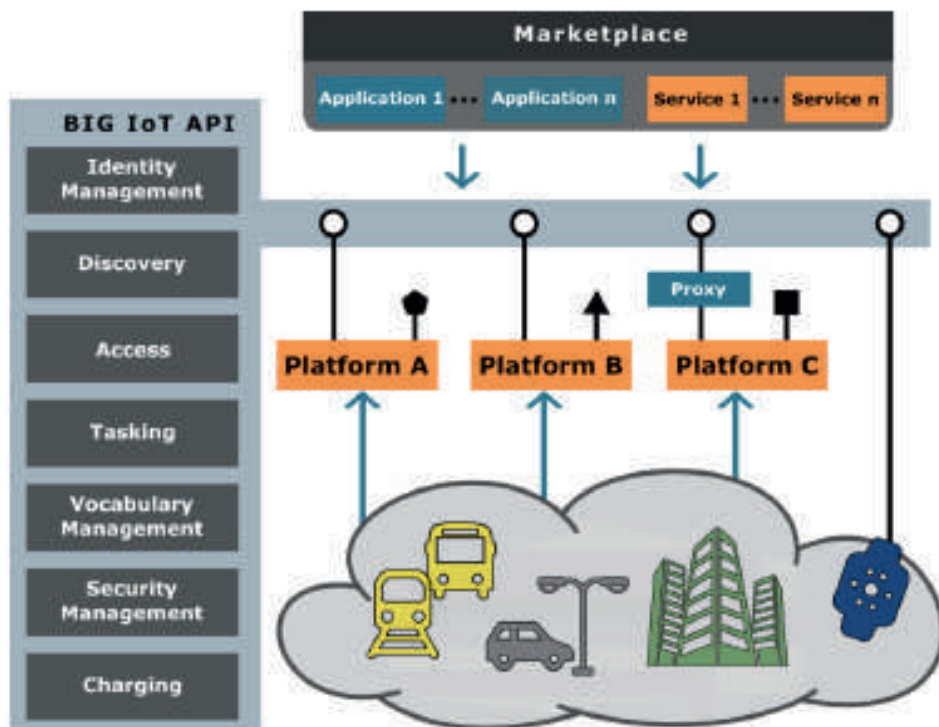 Marketplace
Application 1 ••• Application n Service 1 ••• Service n
BIG IoT API
Identity
Management
Discovery
Access
Tasking
Vocabulary
Management
Security
Management
Charging
Proxy
Platform A
Platform B
Platform C